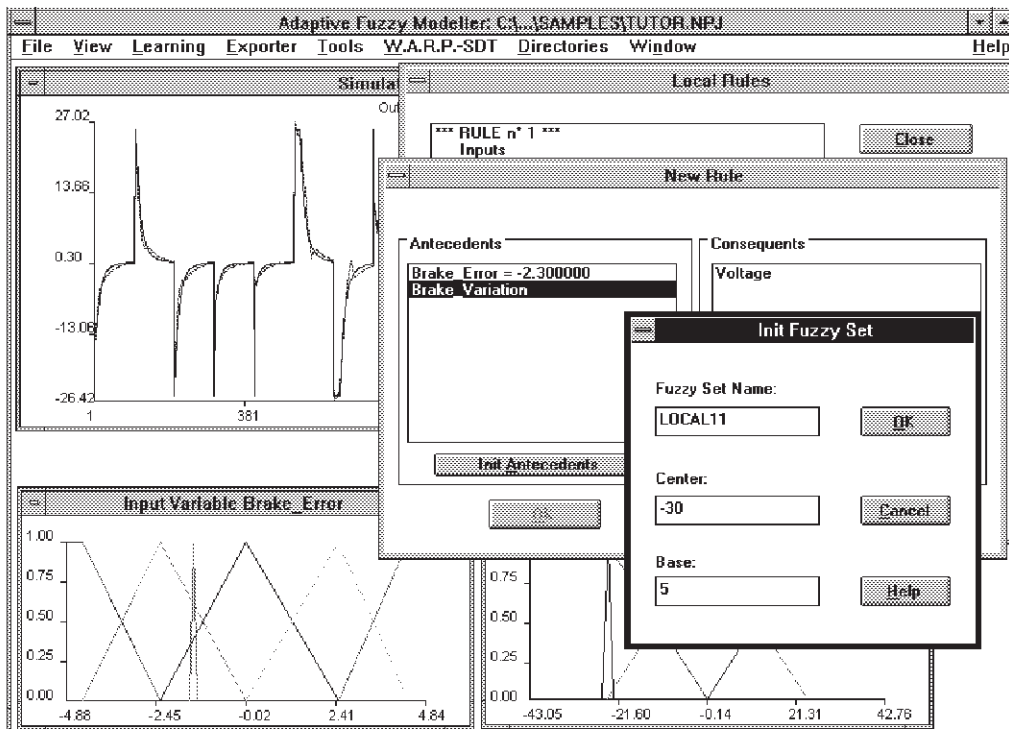 Adaptive Fuzzy Modeller: C:\...\SAMPLES\TUTOR.NPJ
File View Learning Exporter Tools W.A.R.P.-SDT Directories Window Help
Local Rules
*** RULE n° 1 ***
Inputs
Close
27.02
13.66
0.30
-13.06
-26.42
1
381
New Rule
Antecedents
Brake_Error = -2.300000
Brake_Variation
Init Antecedents
Consequents
Voltage
Init Fuzzy Set
Fuzzy Set Name:
LOCAL11
OK
Center:
-30
Cancel
Base:
5
Help
Input Variable Brake_Error
1.00
0.75
0.50
0.25
0.00
-4.88 -2.45 -0.02 2.41 4.84
0.75
0.50
0.25
0.00
-43.05 -21.60 -0.14 21.31 42.76